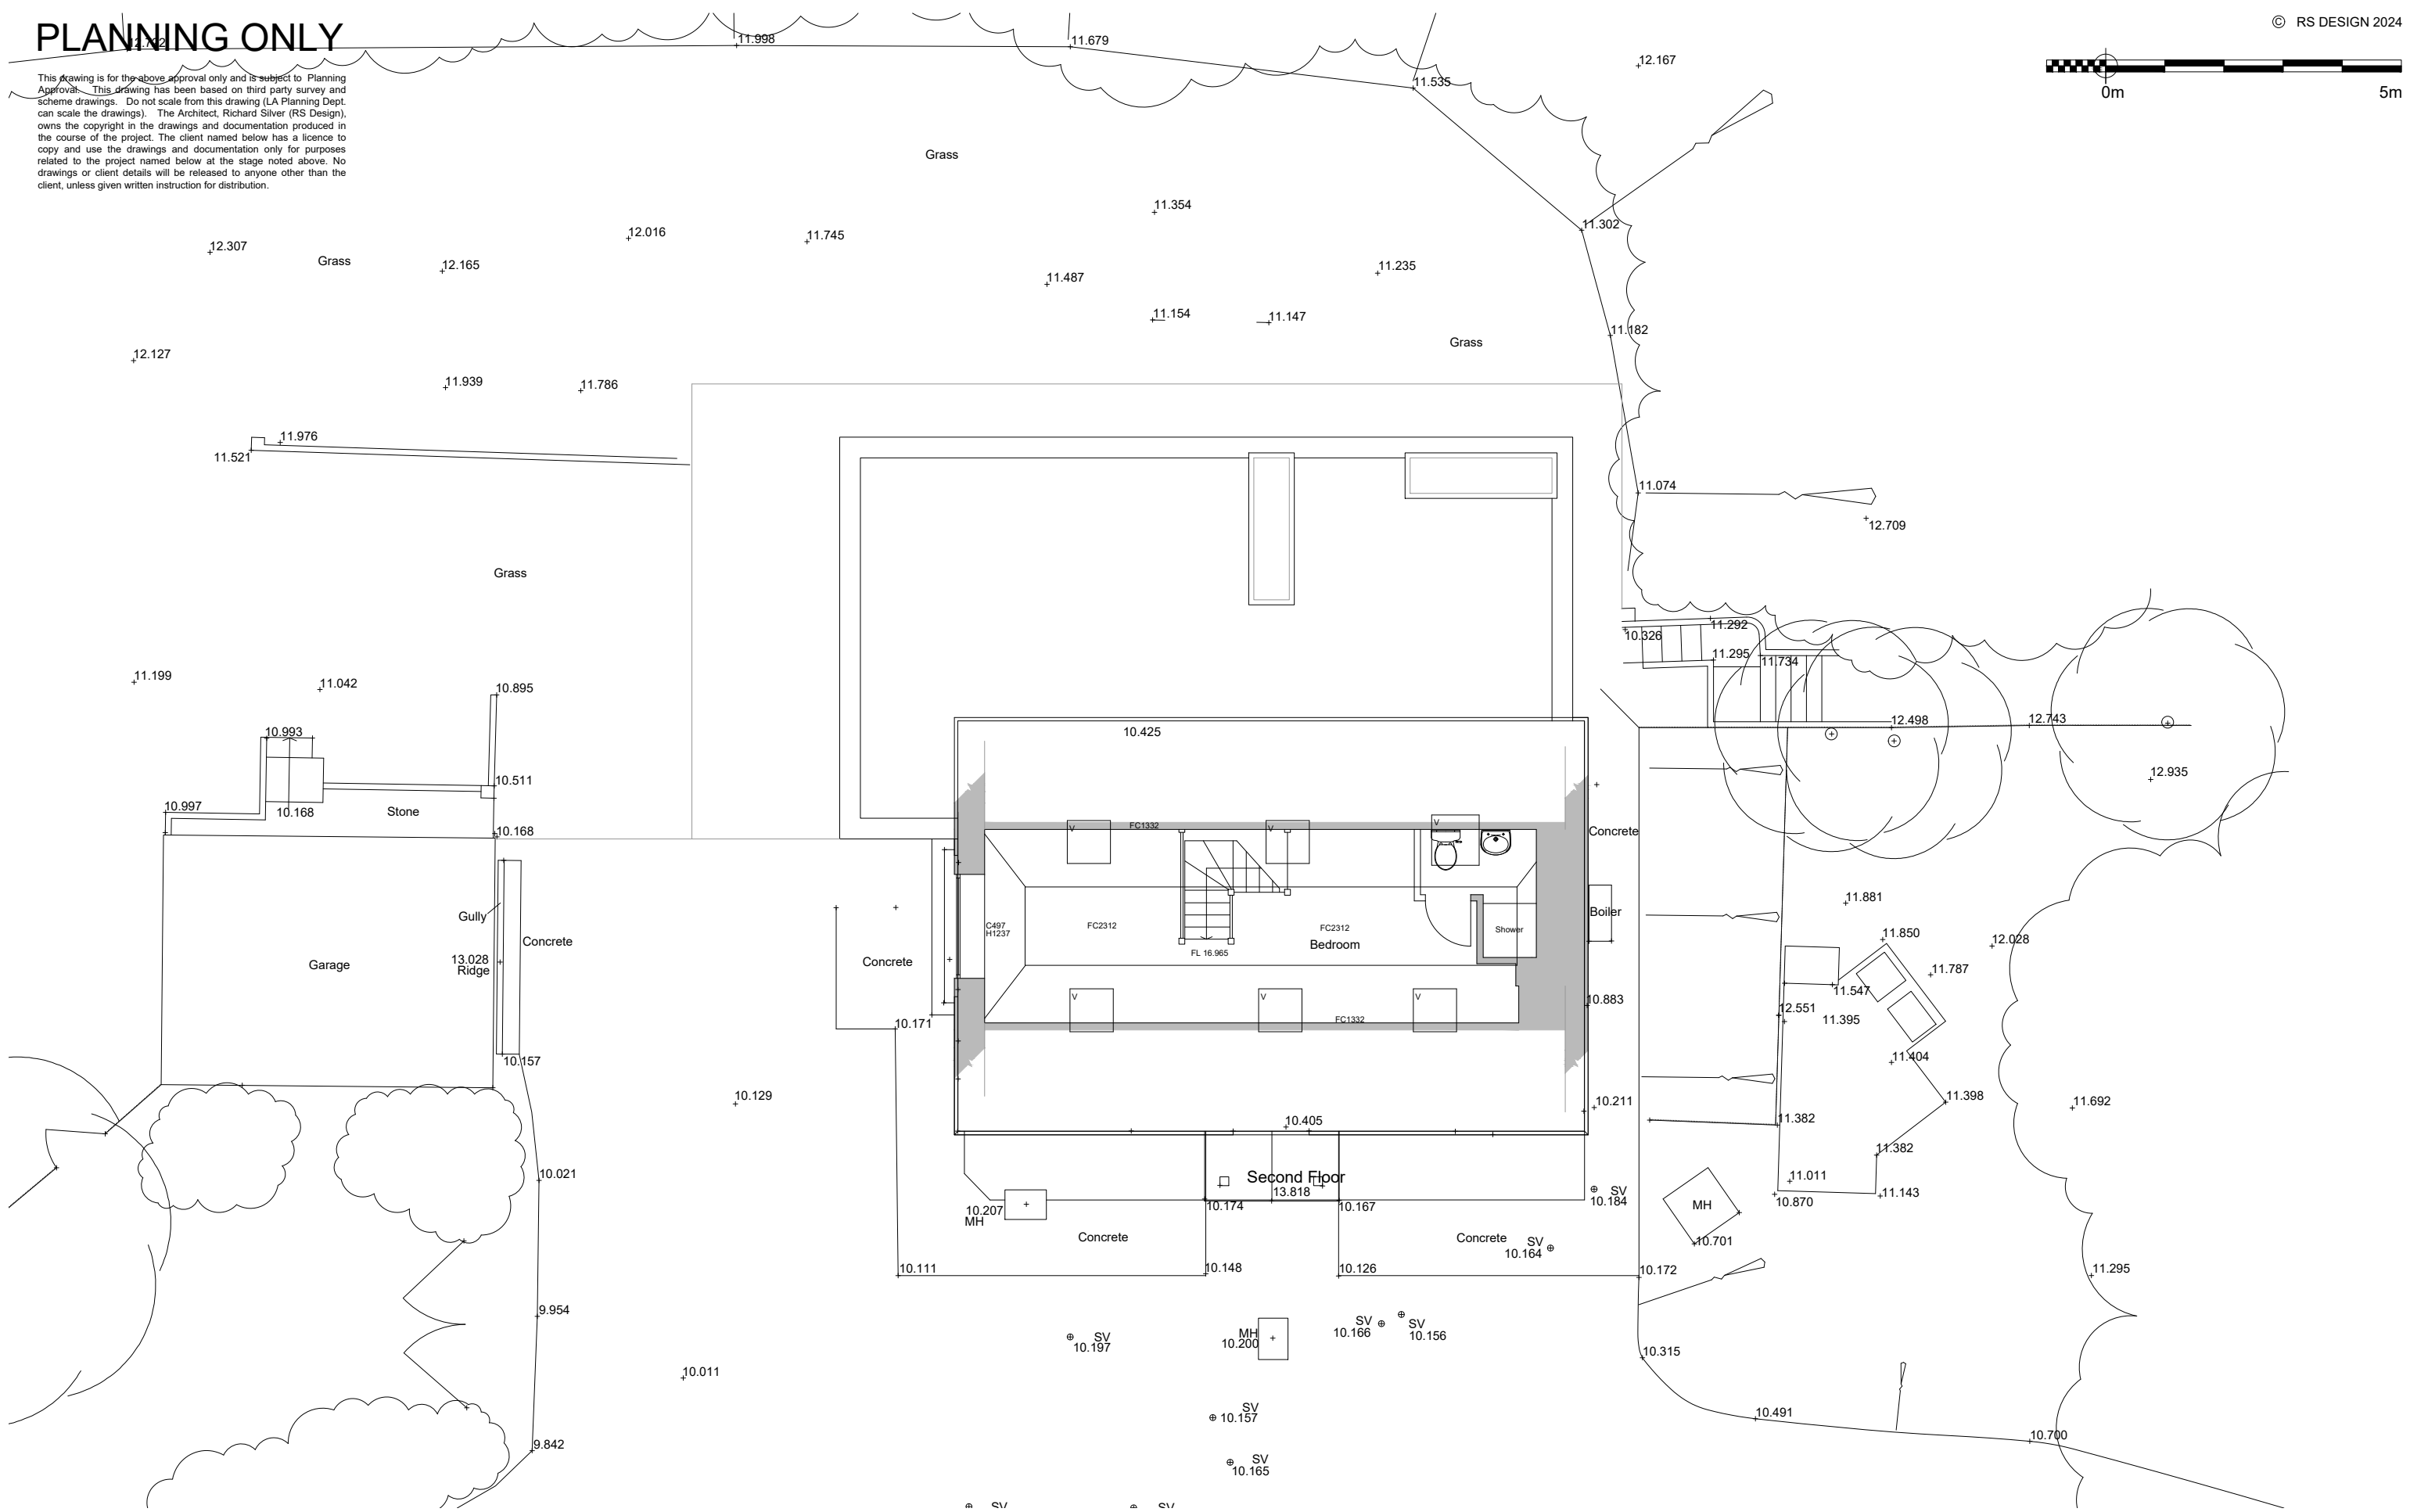 PLANNING ONLY
© RS DESIGN 2024
This drawing is for the above approval only and is subject to Planning
Approval. This drawing has been based on third party survey and
scheme drawings. Do not scale from this drawing (LA Planning Dept.
can scale the drawings). The Architect, Richard Silver (RS Design),
owns the copyright in the drawings and documentation produced in
the course of the project. The client named below has a licence to
copy and use the drawings and documentation only for purposes
related to the project named below at the stage noted above. No
drawings or client details will be released to anyone other than the
client, unless given written instruction for distribution.
0m 5m
11.998
11.679
11.535
12.167
Grass
11.354
11.302
12.307
12.016
11.745
Grass
12.165
11.487
11.235
11.154
11.147
11.182
Grass
12.127
11.939
11.786
11.976
11.521
11.074
12.709
Grass
11.292
10.326
11.295
11.734
11.199
11.042
10.895
12.498
12.743
10.993
10.425
12.935
10.511
10.997
10.168
Stone
10.168
FC1332
V
V
V
Concrete
11.881
Gully
Boiler
C497
H1237
FC2312
FC2312
Shower
11.850
12.028
Concrete
Bedroom
FL 16.965
13.028
Ridge
Garage
Concrete
11.787
11.547
V
V
V
10.883
12.551
11.395
FC1332
10.171
10.157
11.404
10.129
11.398
10.211
11.692
10.405
11.382
11.382
10.021
Second Floor
13.818
11.011
SV
10.184
10.870
11.143
10.207
MH
10.174
10.167
MH
Concrete
Concrete
SV
10.164
10.701
10.111
10.148
10.126
10.172
11.295
9.954
SV
10.197
MH
10.200
SV
10.166
SV
10.156
10.315
10.011
SV
10.157
10.491
10.700
9.842
SV
10.165
SV
SV